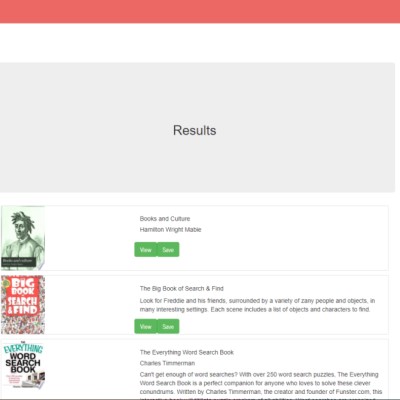 Results
Books and Culture
Hamilton Wright Mabie
View Save
BIG
BOOK
SEARCH
& FIND
The Big Book of Search & Find
Look for Freddie and his friends, surrounded by a variety of zany people and objects, in
many interesting settings. Each scene includes a list of objects and characters to find.
View Save
The
EVERYTHING
WORD
SEARCH
BOOK
The Everything Word Search Book
Charles Timmerman
Can't get enough of word searches? With over 250 word search puzzles, The Everything
Word Search Book is a perfect companion for anyone who loves to solve these clever
conundrums. Written by Charles Timmerman, the creator and founder of Funster.com, this